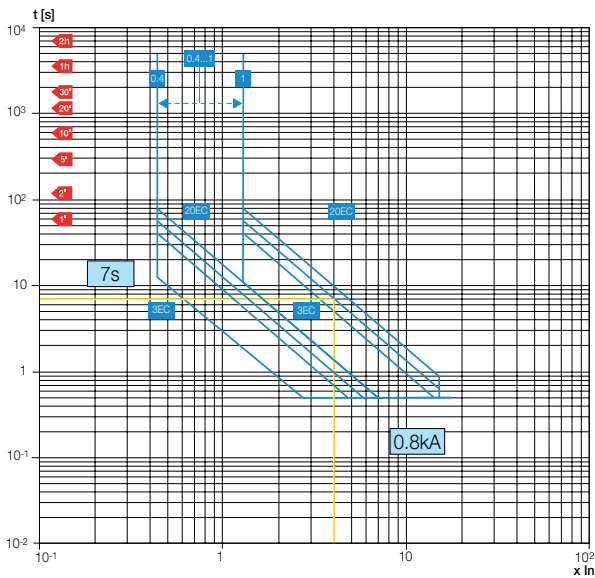 t [s]
10⁴
2h
1h
30'
20'
10'
5'
2'
1'
0.4...1
0.4
1
10³
10²
20EC
20EC
7s
10
3EC
3EC
1
0.8kA
10⁻¹
10⁻²
10⁻¹
1
10
10²
x In